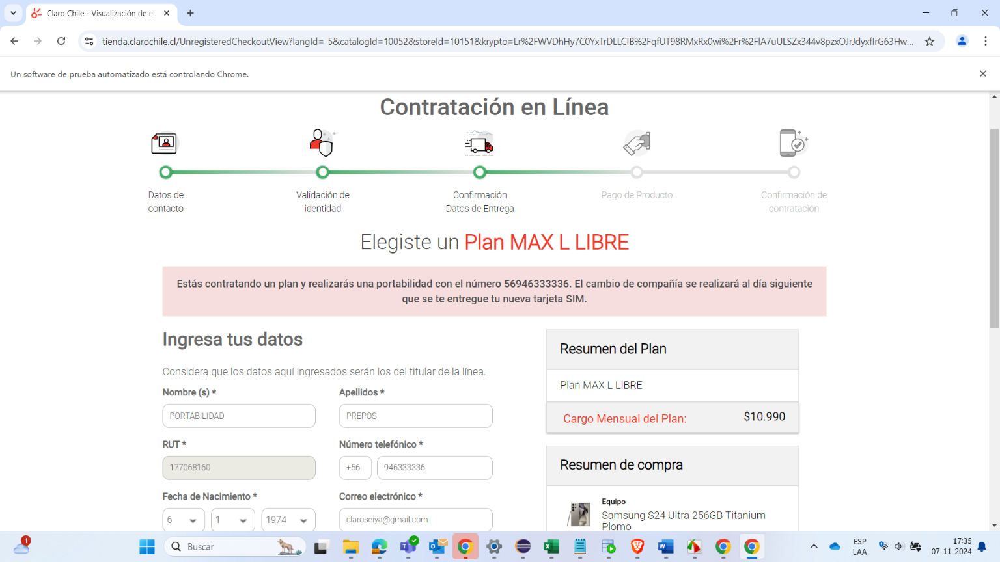 Claro Chile - Visualización de er
tienda.clarochile.cl/UnregisteredCheckoutView?langId=-5&catalogId=10052&storeId=10151&krypto=Lr%2FWVDhHy7C0YxTrDLLCIB%2FqfUT98RMxRx0wi%2Fr%2FlA7uULSZx344v8pzxOJrJdyxfIrG63Hw...
Un software de prueba automatizado está controlando Chrome.
Contratación en Línea
Datos de contacto
Validación de identidad
Confirmación Datos de Entrega
Pago de Producto
Confirmación de contratación
Elegiste un Plan MAX L LIBRE
Estás contratando un plan y realizarás una portabilidad con el número 56946333336. El cambio de compañía se realizará al día siguiente
que se te entregue tu nueva tarjeta SIM.
Ingresa tus datos
Considera que los datos aquí ingresados serán los del titular de la línea.
Nombre (s) *
Apellidos *
PORTABILIDAD
PREPOS
RUT *
Número telefónico *
177068160
+56
946333336
Fecha de Nacimiento *
Correo electrónico *
6
1
1974
claroseiya@gmail.com
Resumen del Plan
Plan MAX L LIBRE
Cargo Mensual del Plan:
$10.990
Resumen de compra
Equipo
Samsung S24 Ultra 256GB Titanium
Plomo
1
Buscar
ESP
LAA
17:35
07-11-2024